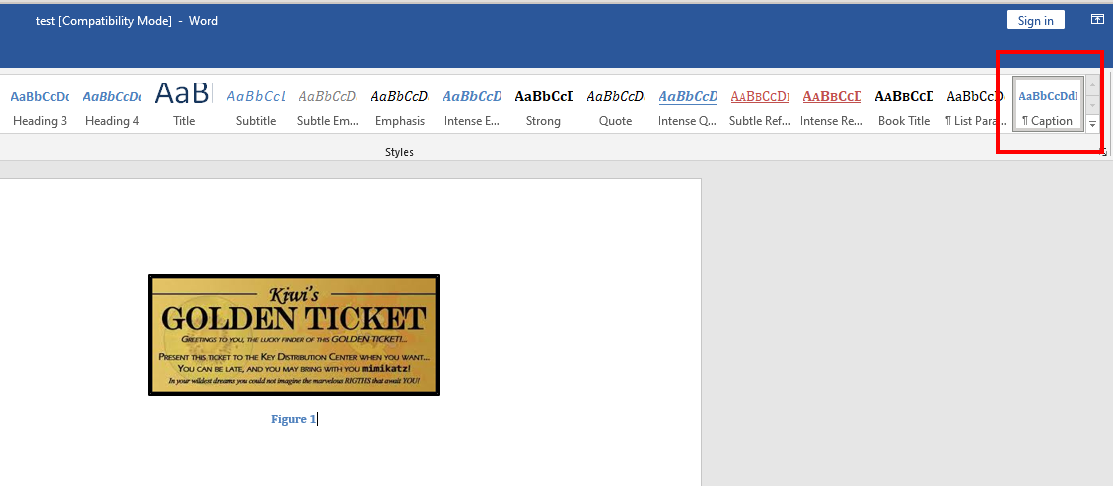 test [Compatibility Mode] - Word
Sign in
AaBbCcDc AaBbCcDc AaB AaBbCcL AaBbCcD AaBbCcD AaBbCcD AaBbCcD AaBbCcD AaBbCcD AaBbCcD AaBbCcD AaBbCcD AaBbCcD AaBbCcDd
Heading 3 Heading 4 Title Subtitle Subtle Em... Emphasis Intense E... Strong Quote Intense Q... Subtle Ref... Intense Re... Book Title ¶ List Para... ¶ Caption
Styles
Kiwi's
GOLDEN TICKET
Greetings to you, the lucky finder of this GOLDEN TICKET!...
Present this ticket to the Key Distribution Center when you want...
You can be late, and you may bring with you mimikatz!
In your wildest dreams you could not imagine the marvelous RIGTHS that await YOU!
Figure 1